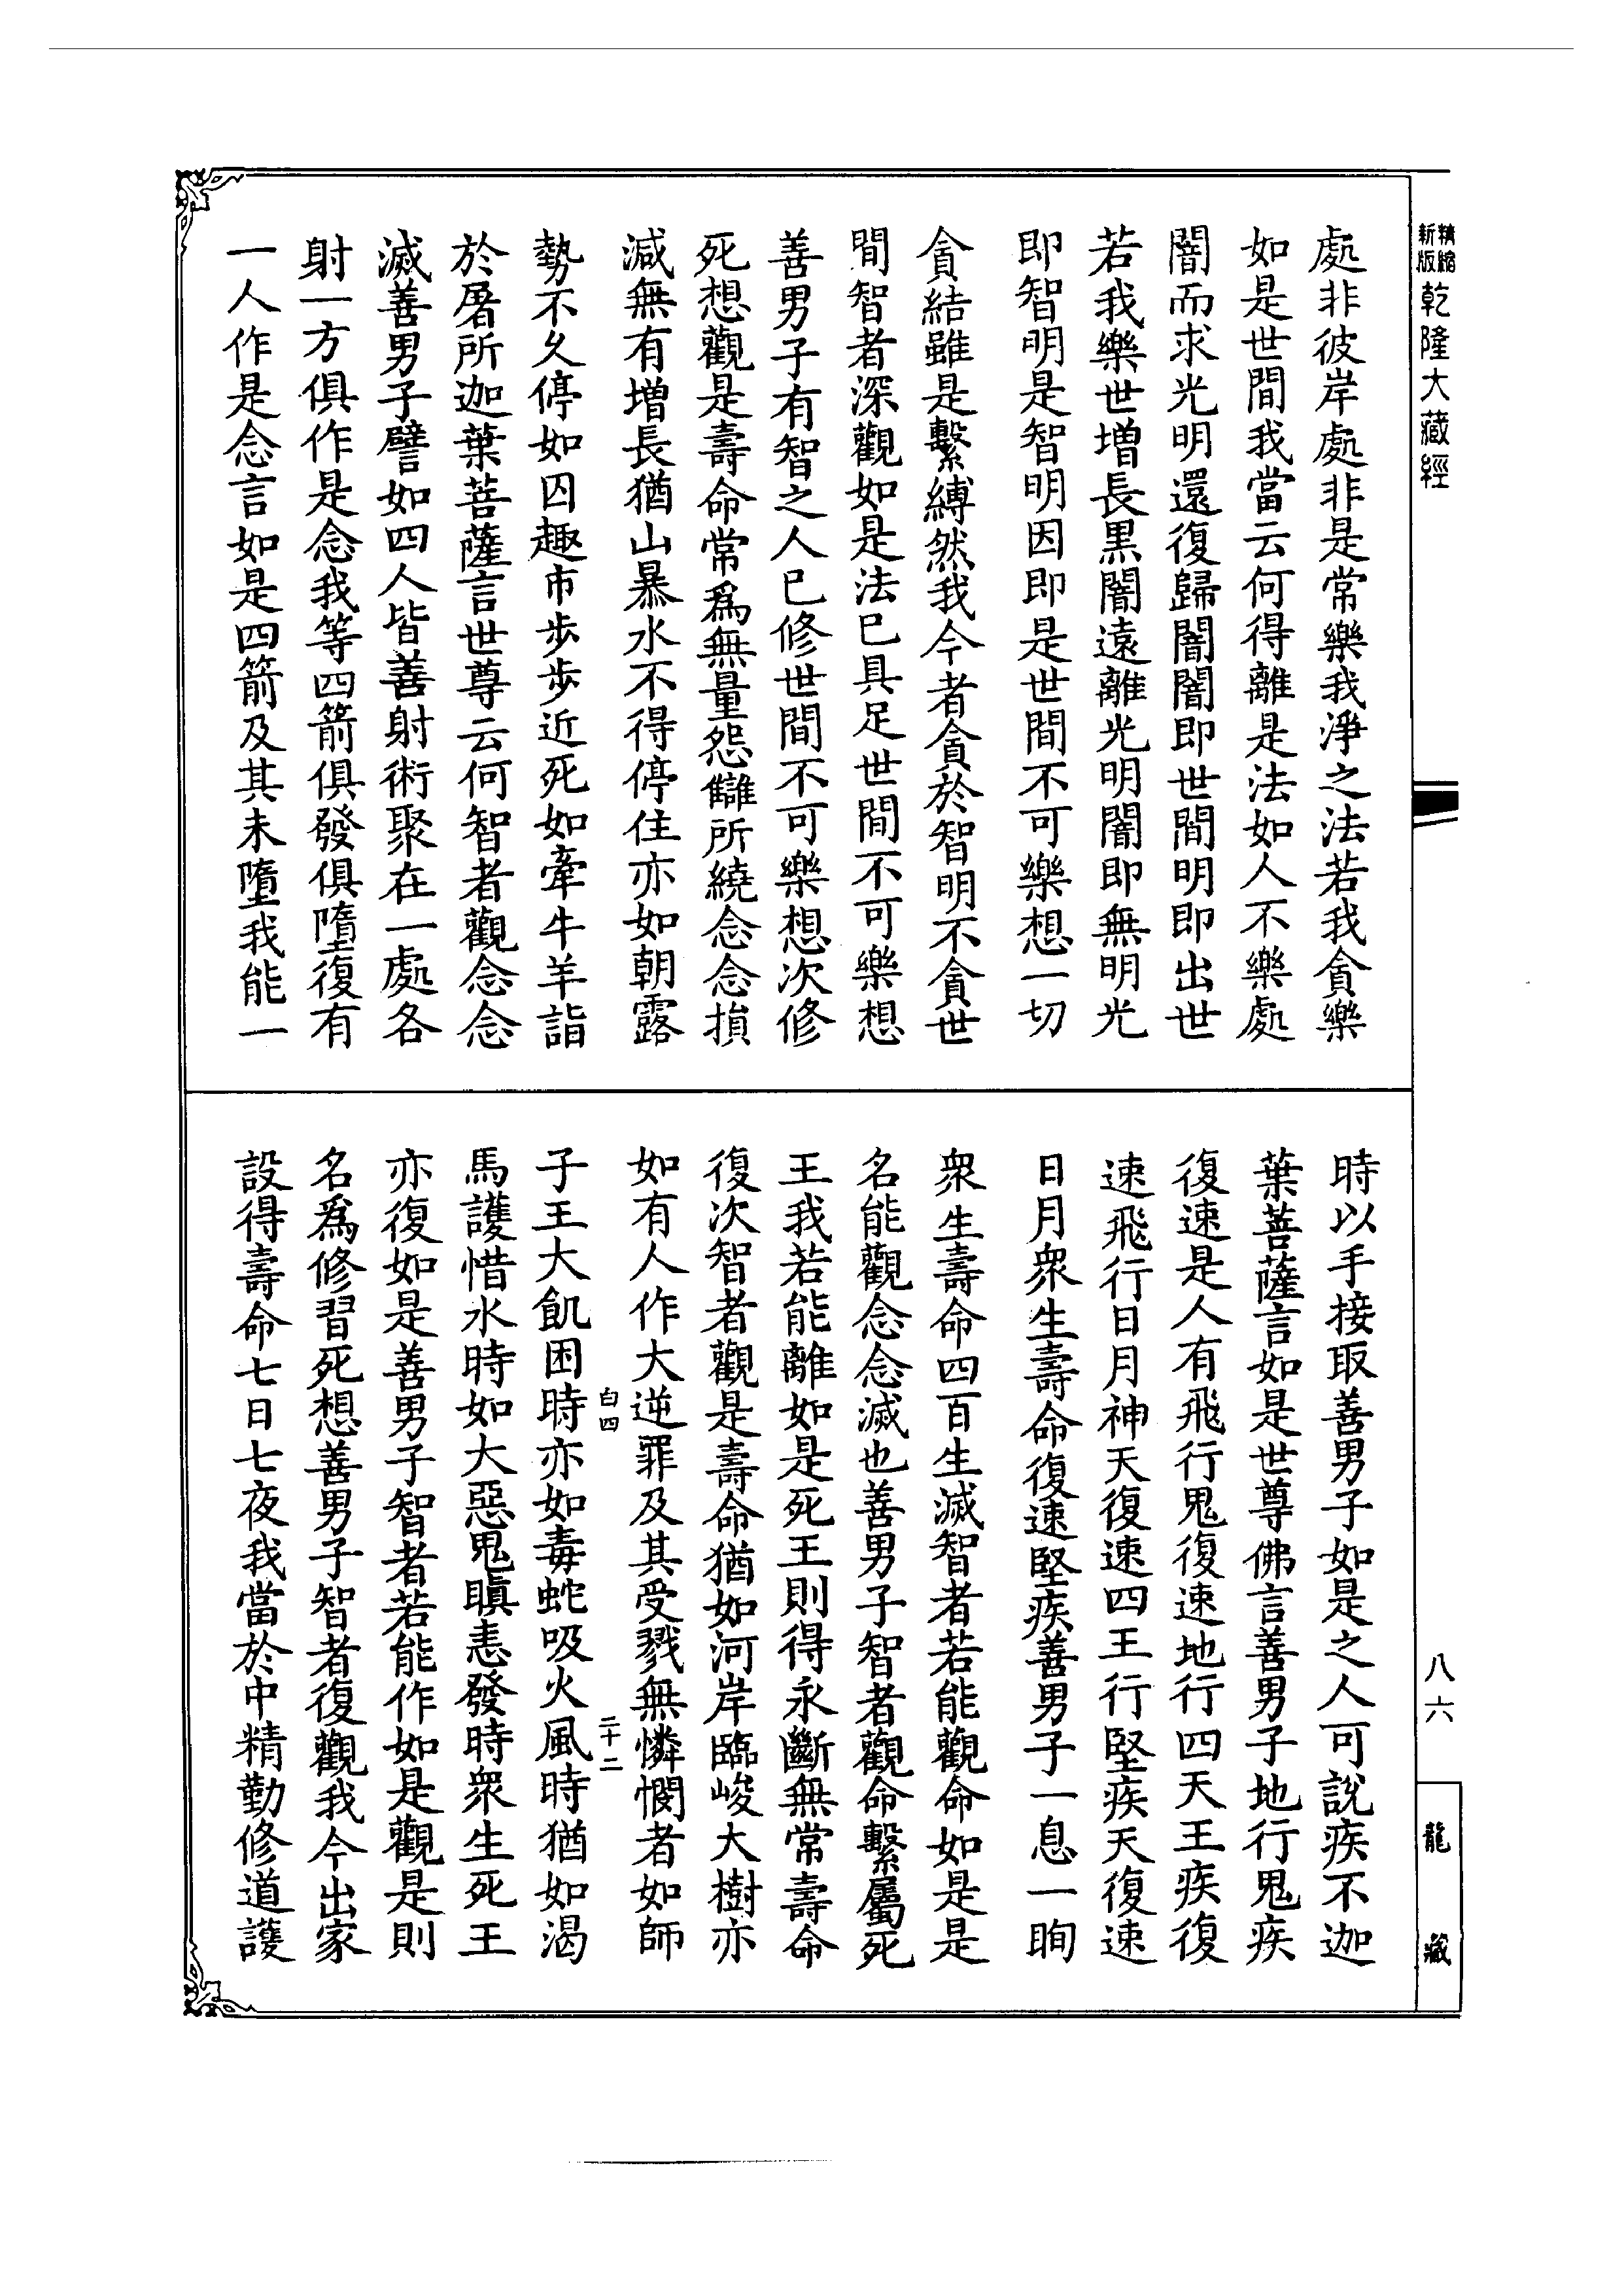 新版 精縮 乾隆大藏經
處非彼岸處非是常樂我淨之法若我貪樂
如是世間我當云何得離是法如人不樂處
闇而求光明還復歸闇闇即世間明即出世
若我樂世增長黑闇遠離光明闇即無明光
即智明是智明因即是世間不可樂想一切
貪結雖是繫縛然我今者貪於智明不貪世
間智者深觀如是法已具足世間不可樂想
善男子有智之人已修世間不可樂想次修
死想觀是壽命常爲無量怨讎所繞念念損
減無有增長猶山暴水不得停住亦如朝露
勢不久停如囚趣市步步近死如牽牛羊詣
於屠所迦葉菩薩言世尊云何智者觀念念
滅善男子譬如四人皆善射術聚在一處各
射一方俱作是念我等四箭俱發俱墮復有
一人作是念言如是四箭及其未墮我能一
時以手接取善男子如是之人可說疾不迦
葉菩薩言如是世尊佛言善男子地行鬼疾
復速是人有飛行鬼復速地行四天王疾復
速飛行日月神天復速四王行堅疾天復速
日月眾生壽命復速堅疾善男子一息一眴
眾生壽命四百生滅智者若能觀命如是是
名能觀念念滅也善男子智者觀命繫屬死
王我若能離如是死王則得永斷無常壽命
復次智者觀是壽命猶如河岸臨峻大樹亦
如有人作大逆罪及其受戮無憐憫者如師
白四 二十二
子王大飢困時亦如毒蛇吸火風時猶如渴
馬護惜水時如大惡鬼瞋恚發時眾生死王
亦復如是善男子智者若能作如是觀是則
名爲修習死想善男子智者復觀我今出家
設得壽命七日七夜我當於中精勤修道護
八六
龍藏